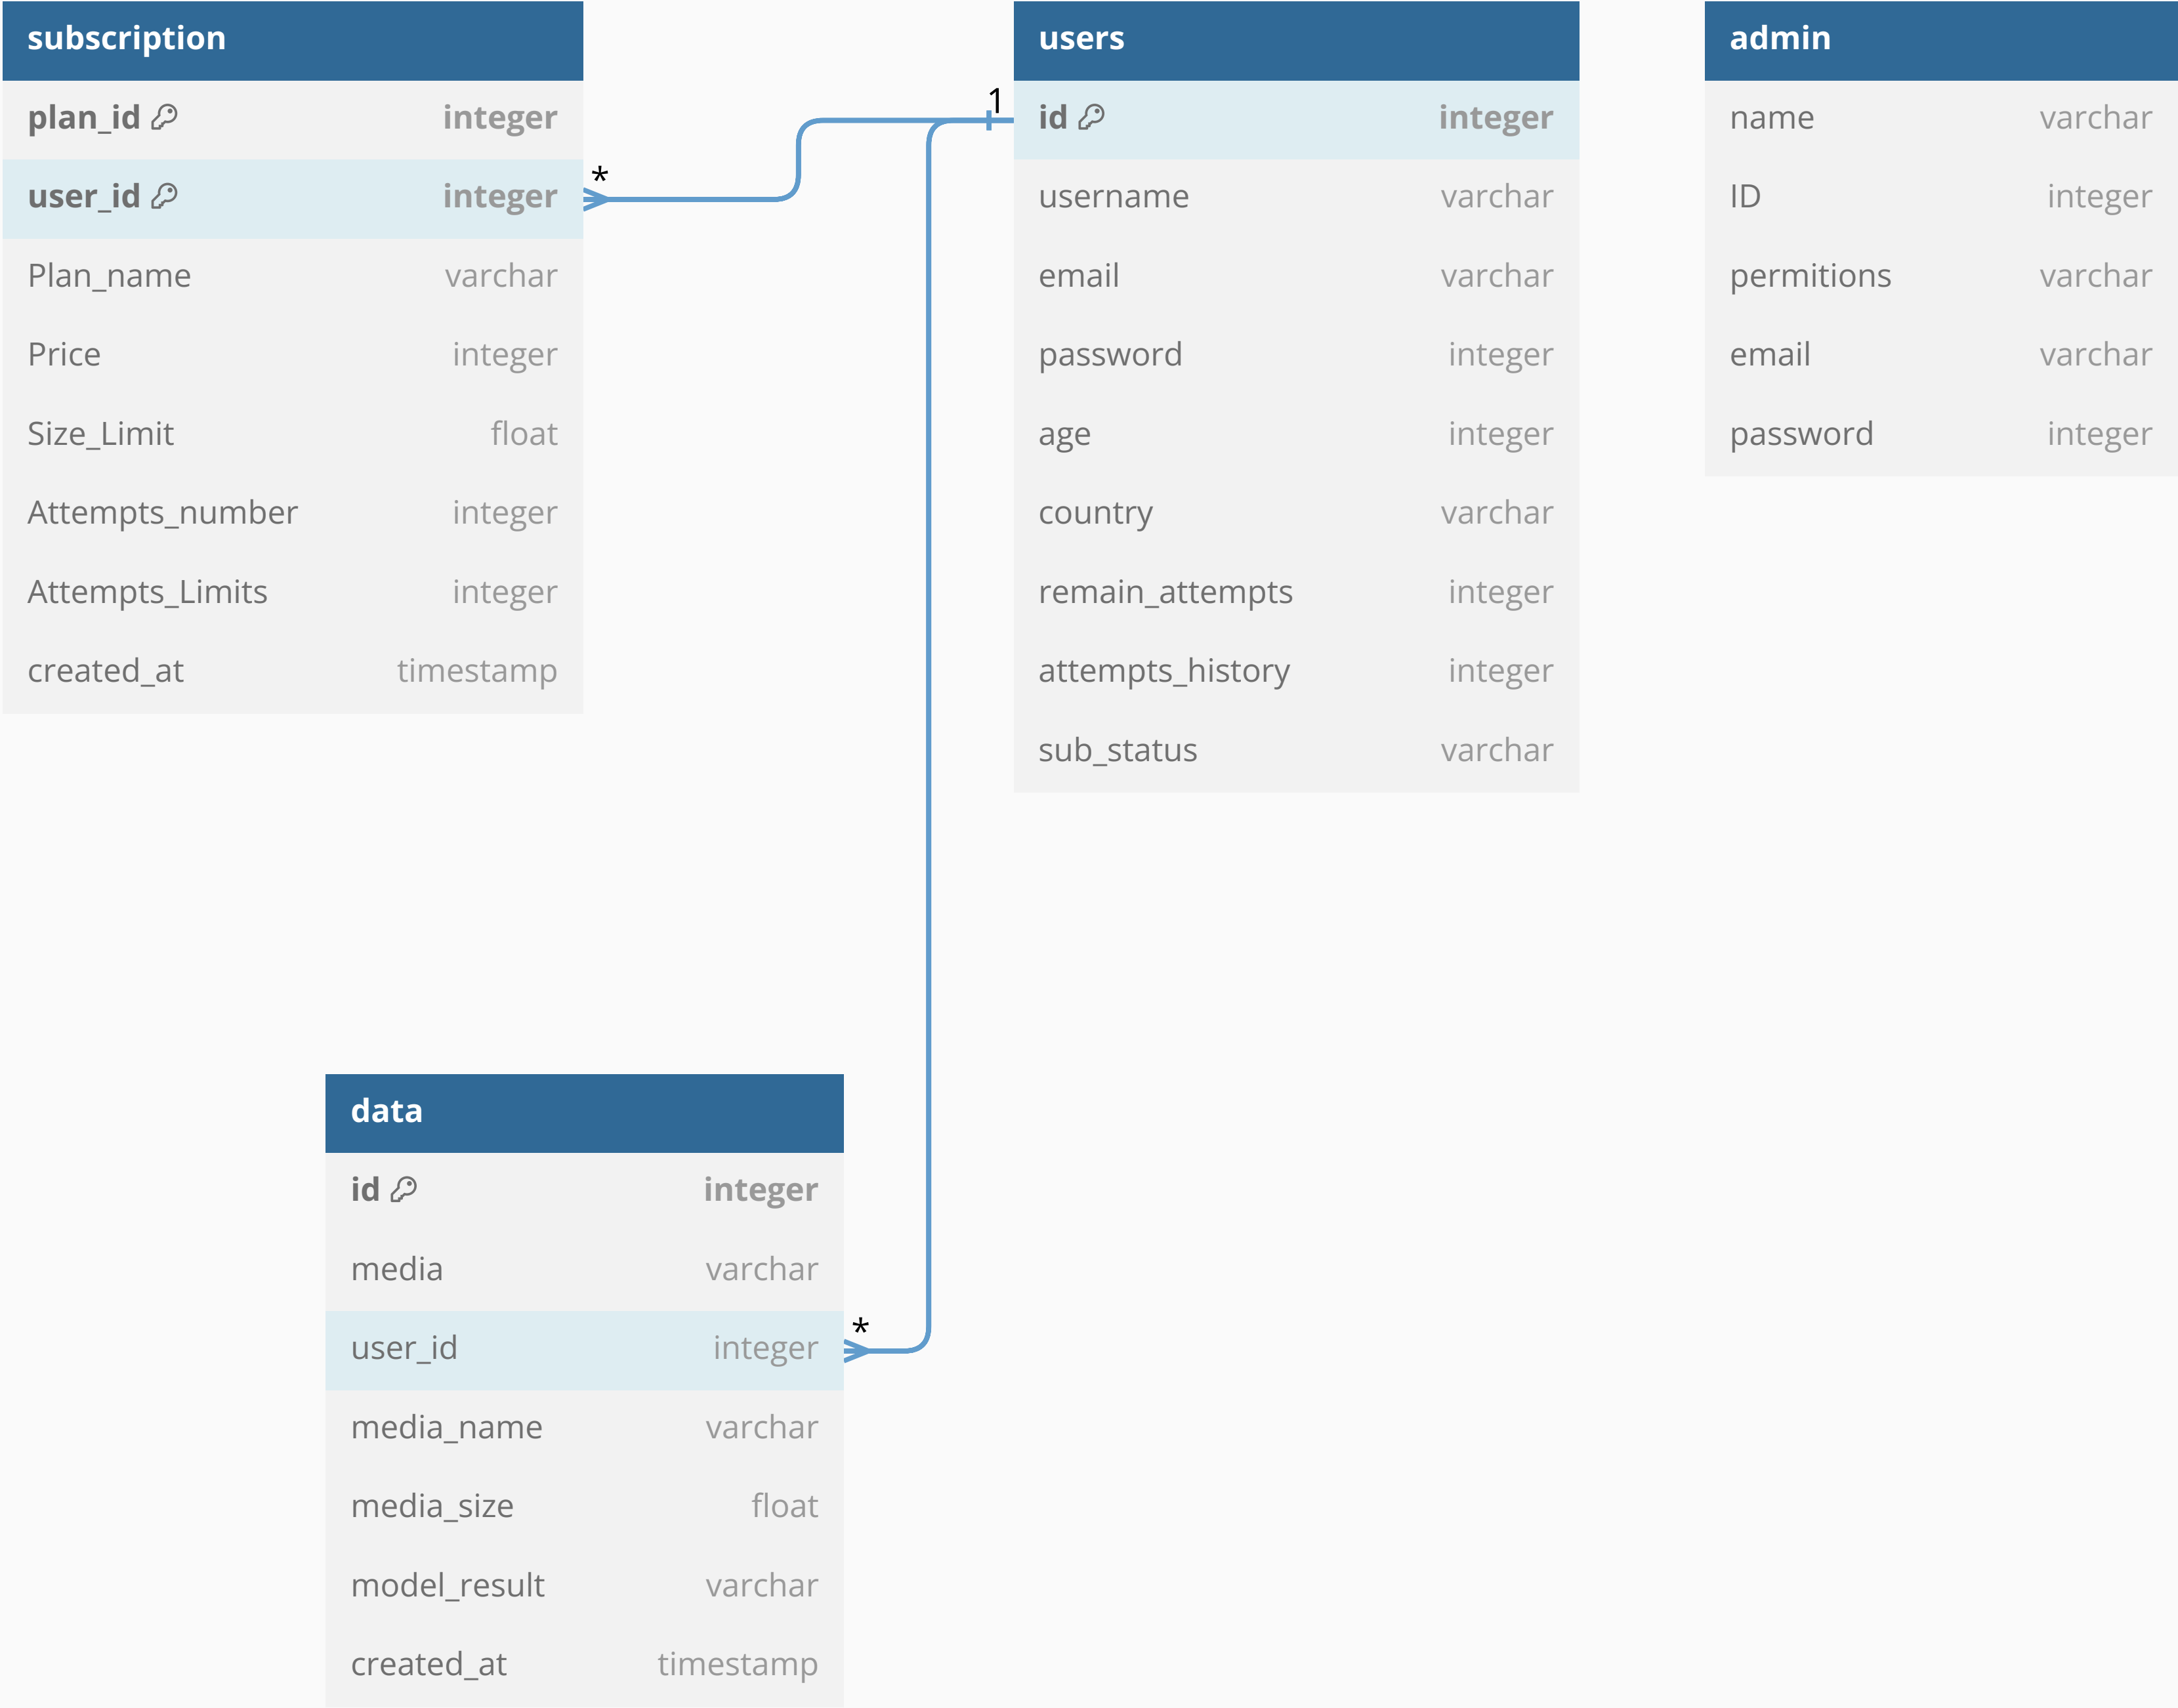 subscription
plan_id integer
user_id integer
Plan_name varchar
Price integer
Size_Limit float
Attempts_number integer
Attempts_Limits integer
created_at timestamp
*
1
users
id integer
username varchar
email varchar
password integer
age integer
country varchar
remain_attempts integer
attempts_history integer
sub_status varchar
admin
name varchar
ID integer
permitions varchar
email varchar
password integer
data
id integer
media varchar
user_id integer
media_name varchar
media_size float
model_result varchar
created_at timestamp
*